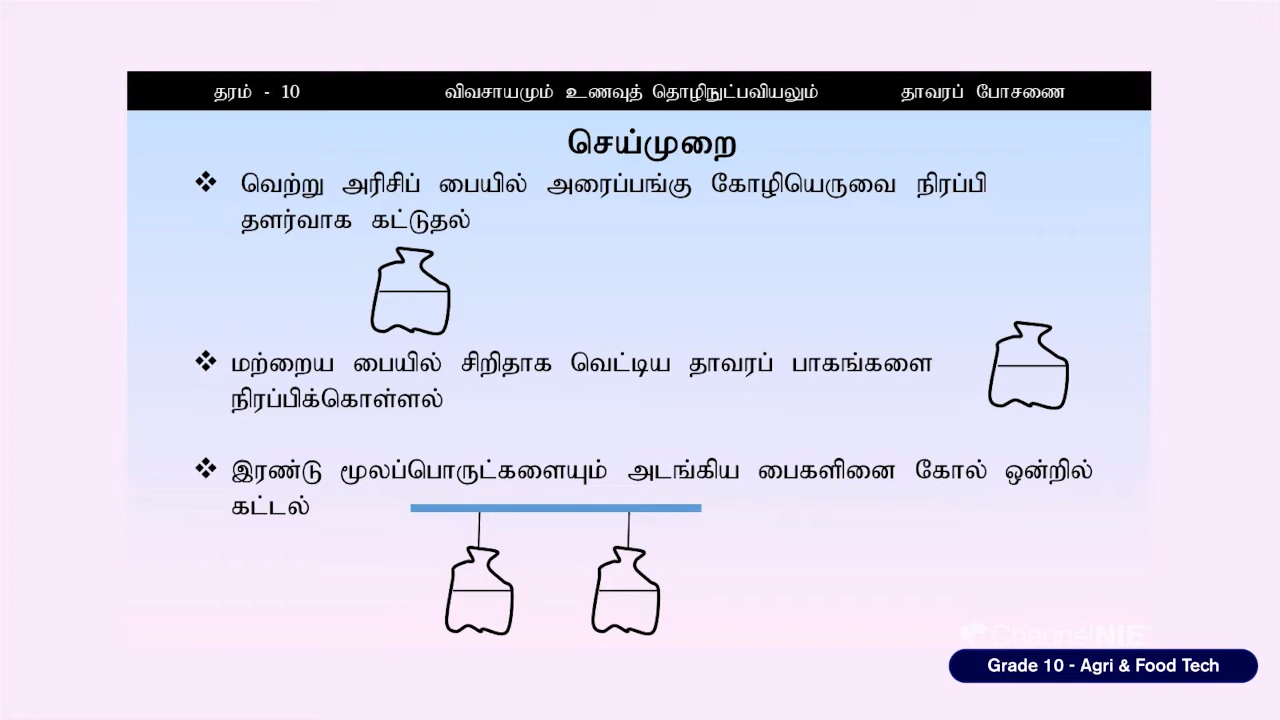 தரம் - 10 விவசாயமும் உணவுத் தொழிநுட்பவியலும் தாவரப் போசணை
செய்முறை
❖ வெற்று அரிசிப் பையில் அரைப்பங்கு கோழியெருவை நிரப்பி
தளர்வாக கட்டுதல்
❖ மற்றைய பையில் சிறிதாக வெட்டிய தாவரப் பாகங்களை
நிரப்பிக்கொள்ளல்
❖ இரண்டு மூலப்பொருட்களையும் அடங்கிய பைகளினை கோல் ஒன்றில்
கட்டல்
ChannelNIE
Grade 10 - Agri & Food Tech